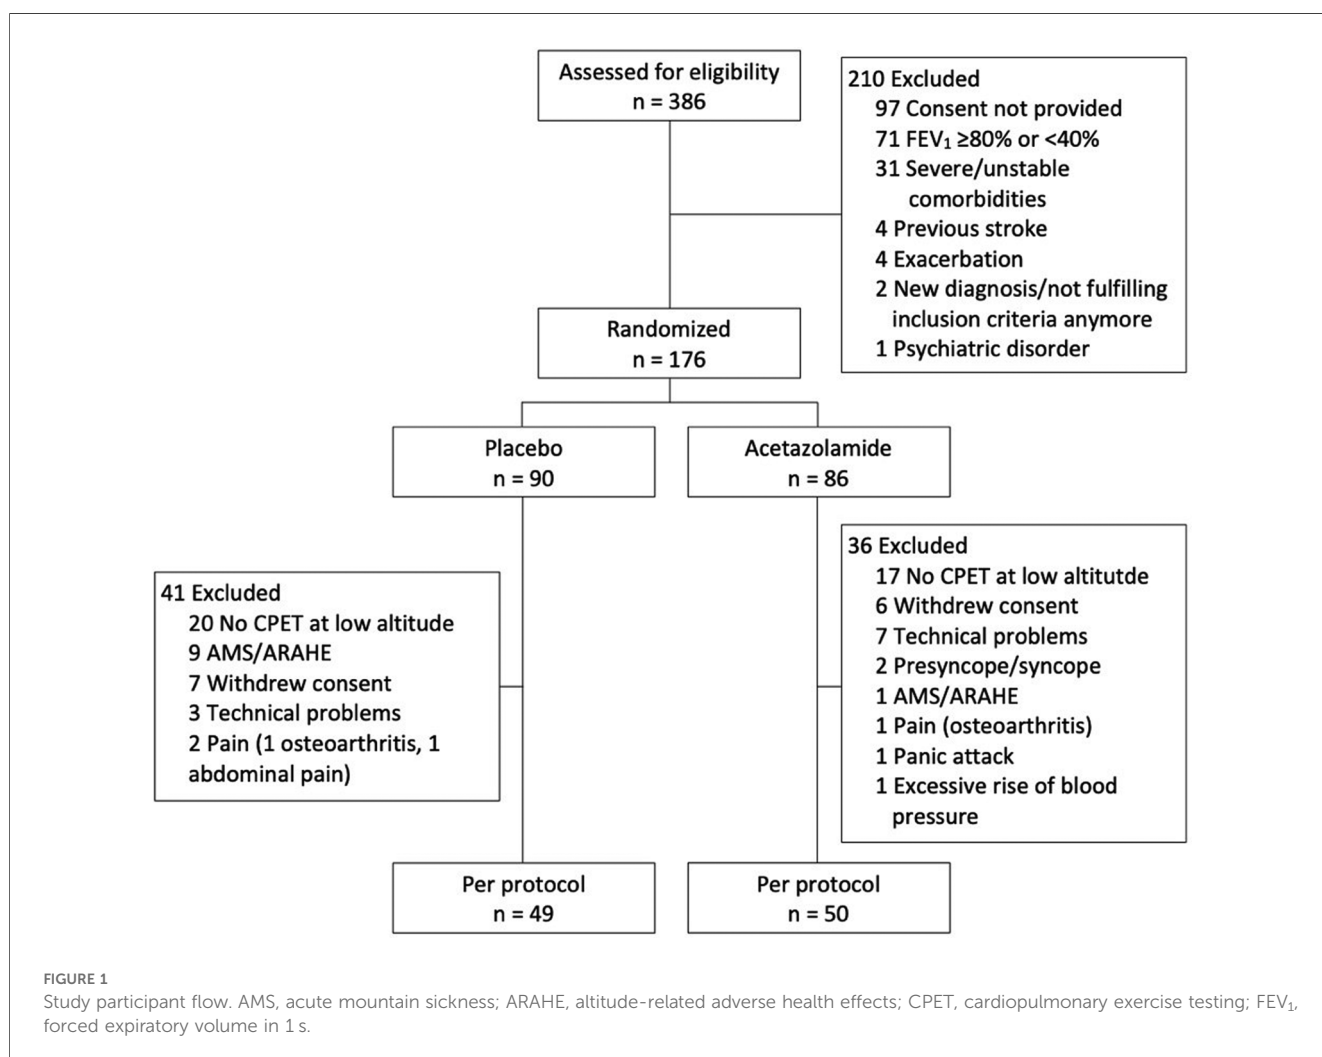 Assessed for eligibility
n = 386
210 Excluded
97 Consent not provided
71 FEV₁ ≥80% or <40%
31 Severe/unstable
comorbidities
4 Previous stroke
4 Exacerbation
2 New diagnosis/not fulfilling
inclusion criteria anymore
1 Psychiatric disorder
Randomized
n = 176
Placebo
n = 90
Acetazolamide
n = 86
41 Excluded
20 No CPET at low altitude
9 AMS/ARAHE
7 Withdrew consent
3 Technical problems
2 Pain (1 osteoarthritis, 1
abdominal pain)
36 Excluded
17 No CPET at low altitutde
6 Withdrew consent
7 Technical problems
2 Presyncope/syncope
1 AMS/ARAHE
1 Pain (osteoarthritis)
1 Panic attack
1 Excessive rise of blood
pressure
Per protocol
n = 49
Per protocol
n = 50
FIGURE 1
Study participant flow. AMS, acute mountain sickness; ARAHE, altitude-related adverse health effects; CPET, cardiopulmonary exercise testing; FEV₁,
forced expiratory volume in 1 s.